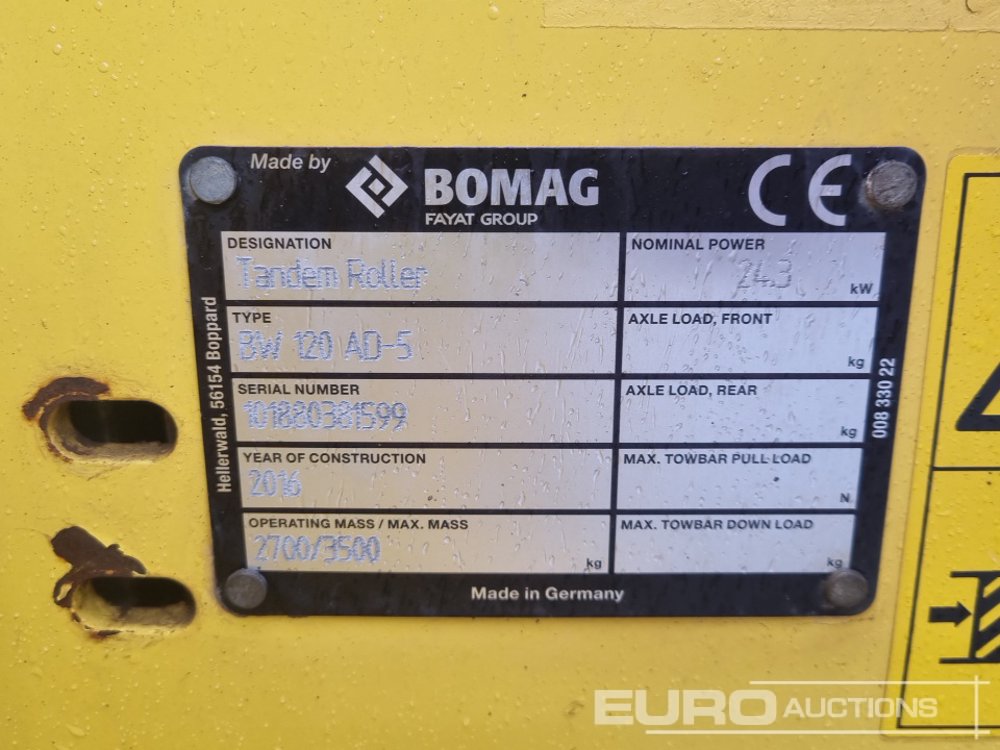 Made by BOMAG CE
FAYAT GROUP
DESIGNATION
Tandem Roller
NOMINAL POWER
24.3 kW
TYPE
BW 120 AD-5
AXLE LOAD, FRONT
kg
SERIAL NUMBER
101880381599
AXLE LOAD, REAR
kg
YEAR OF CONSTRUCTION
2016
MAX. TOWBAR PULL LOAD
N
OPERATING MASS / MAX. MASS
2700/3500 kg
MAX. TOWBAR DOWN LOAD
kg
Made in Germany
Hellerwald, 56154 Boppard
008 330 22
EURO AUCTIONS